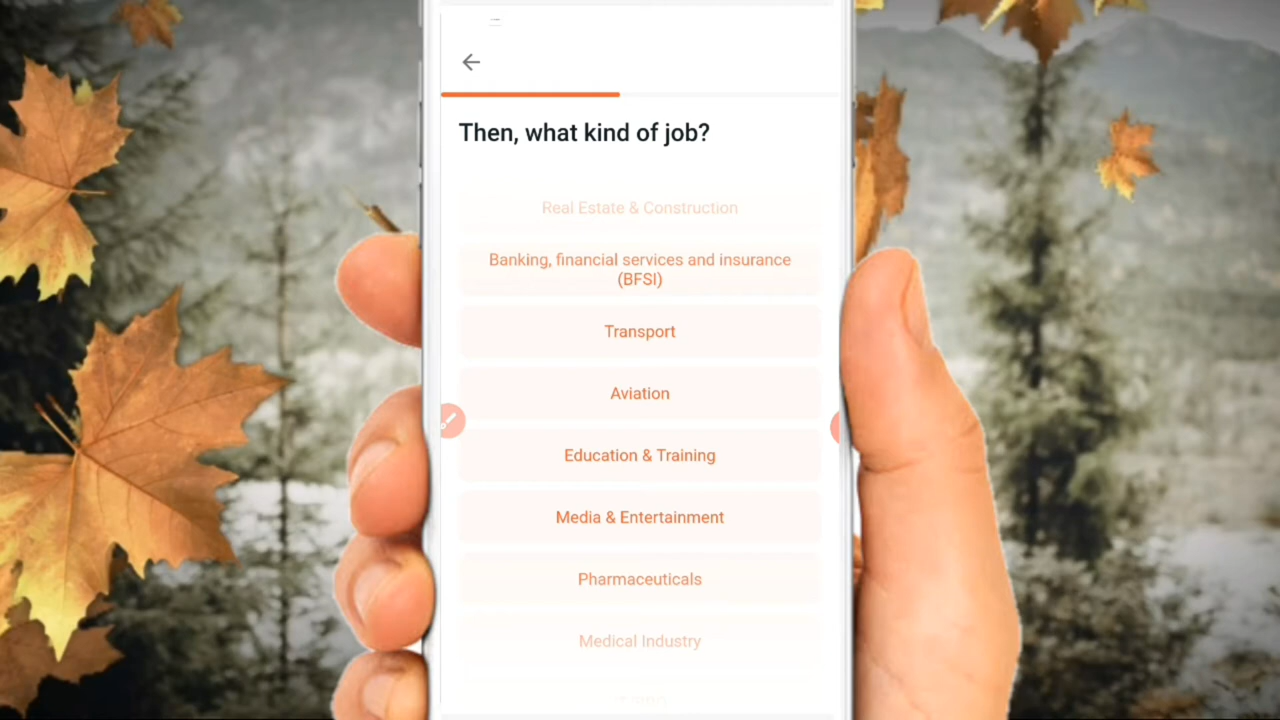 Then, what kind of job?
Real Estate & Construction
Banking, financial services and insurance
(BFSI)
Transport
Aviation
Education & Training
Media & Entertainment
Pharmaceuticals
Medical Industry